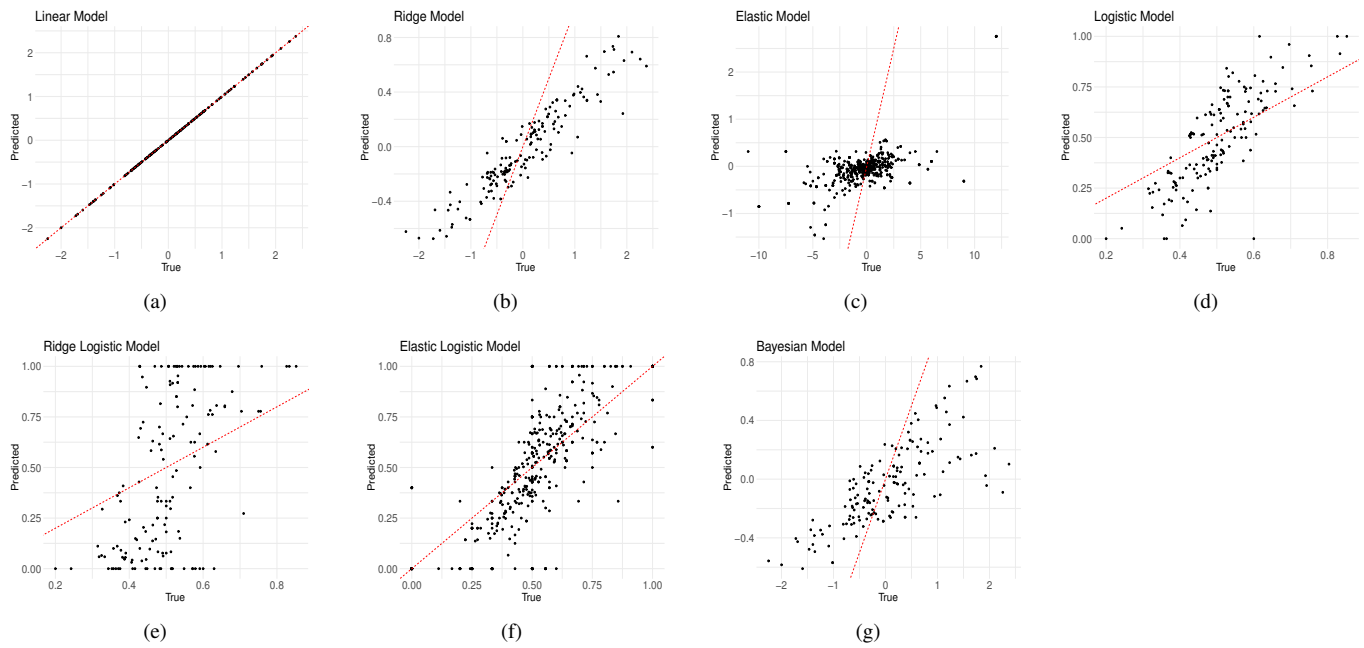 Linear Model
Predicted
2
1
0
−1
−2
−2
−1
0
1
2
True
(a)
Ridge Model
Predicted
0.8
0.4
0.0
−0.4
−2
−1
0
1
2
True
(b)
Elastic Model
Predicted
2
1
0
−1
−10
−5
0
5
10
True
(c)
Logistic Model
Predicted
1.00
0.75
0.50
0.25
0.00
0.2
0.4
0.6
0.8
True
(d)
Ridge Logistic Model
Predicted
1.00
0.75
0.50
0.25
0.00
0.2
0.4
0.6
0.8
True
(e)
Elastic Logistic Model
Predicted
1.00
0.75
0.50
0.25
0.00
0.00
0.25
0.50
0.75
1.00
True
(f)
Bayesian Model
Predicted
0.8
0.4
0.0
−0.4
−2
−1
0
1
2
True
(g)